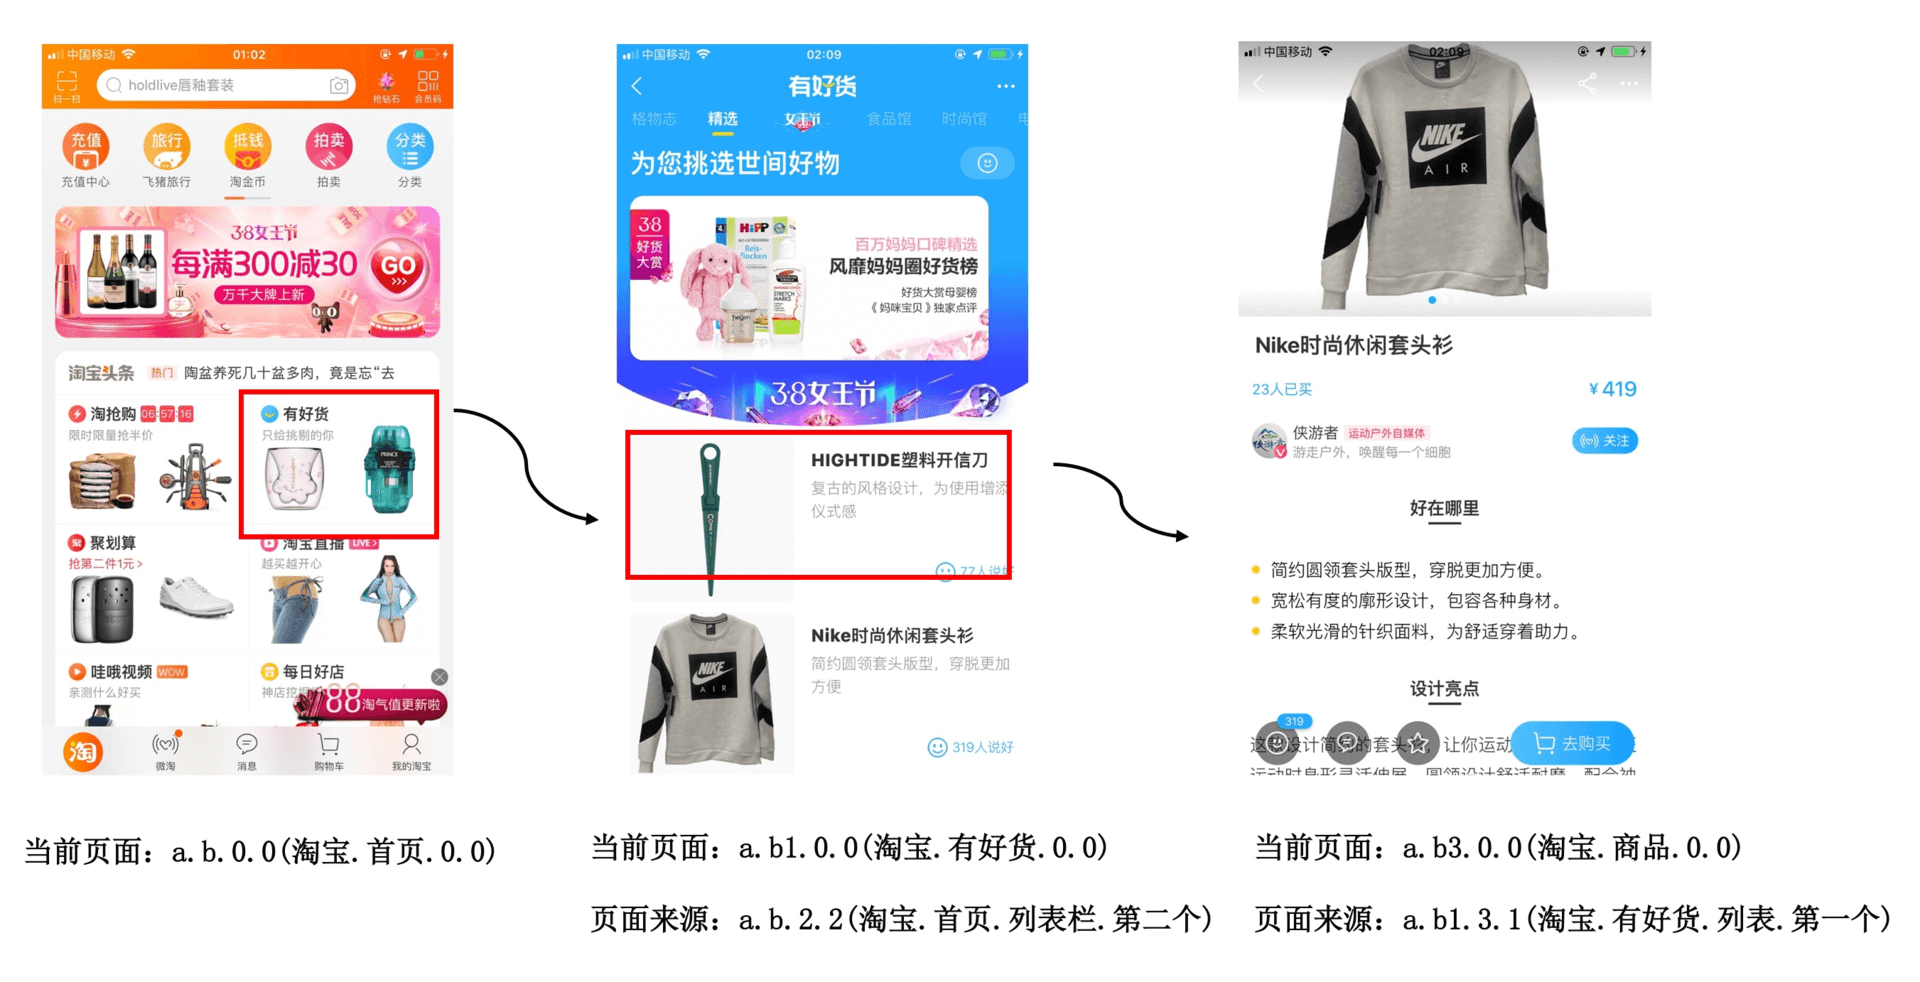 中国移动
01:02
扫一扫
holdlive唇釉套装
抢钻石
会员码
充值
旅行
抵钱
拍卖
分类
充值中心
飞猪旅行
淘金币
拍卖
分类
3·8女王节
每满300减30
GO
万千大牌上新
淘宝头条
热门
陶盆养死几十盆多肉，竟是忘“去
淘抢购
06:57:16
限时限量抢半价
有好货
只给挑剔的你
PRINCE
聚划算
抢第二件1元>
淘宝直播
LIVE>
越买越开心
哇哦视频
WOW
亲测什么好买
每日好店
神店挖掘
88
淘气值更新啦
淘
微淘
消息
购物车
我的淘宝
当前页面：a.b.0.0(淘宝.首页.0.0)
中国移动
02:09
有好货
格物志
精选
女王节
食品馆
时尚馆
为您挑选世间好物
38
好货
大赏
HiPP
Reis-
flocken
STRETCH
MARKS
hegen
百万妈妈口碑精选
风靡妈妈圈好货榜
好货大赏母婴榜
《妈咪宝贝》独家点评
3·8女王节
HIGHTIDE塑料开信刀
复古的风格设计，为使用增添
仪式感
77人说好
NIKE
AIR
Nike时尚休闲套头衫
简约圆领套头版型，穿脱更加
方便
319人说好
当前页面：a.b1.0.0(淘宝.有好货.0.0)
页面来源：a.b.2.2(淘宝.首页.列表栏.第二个)
中国移动
02:09
NIKE
AIR
Nike时尚休闲套头衫
23人已买
¥419
侠游者
运动户外自媒体
游走户外，唤醒每一个细胞
关注
好在哪里
简约圆领套头版型，穿脱更加方便。
宽松有度的廓形设计，包容各种身材。
柔软光滑的针织面料，为舒适穿着助力。
设计亮点
319
这款设计简约的套头衫，让你运动
去购买
当前页面：a.b3.0.0(淘宝.商品.0.0)
页面来源：a.b1.3.1(淘宝.有好货.列表.第一个)